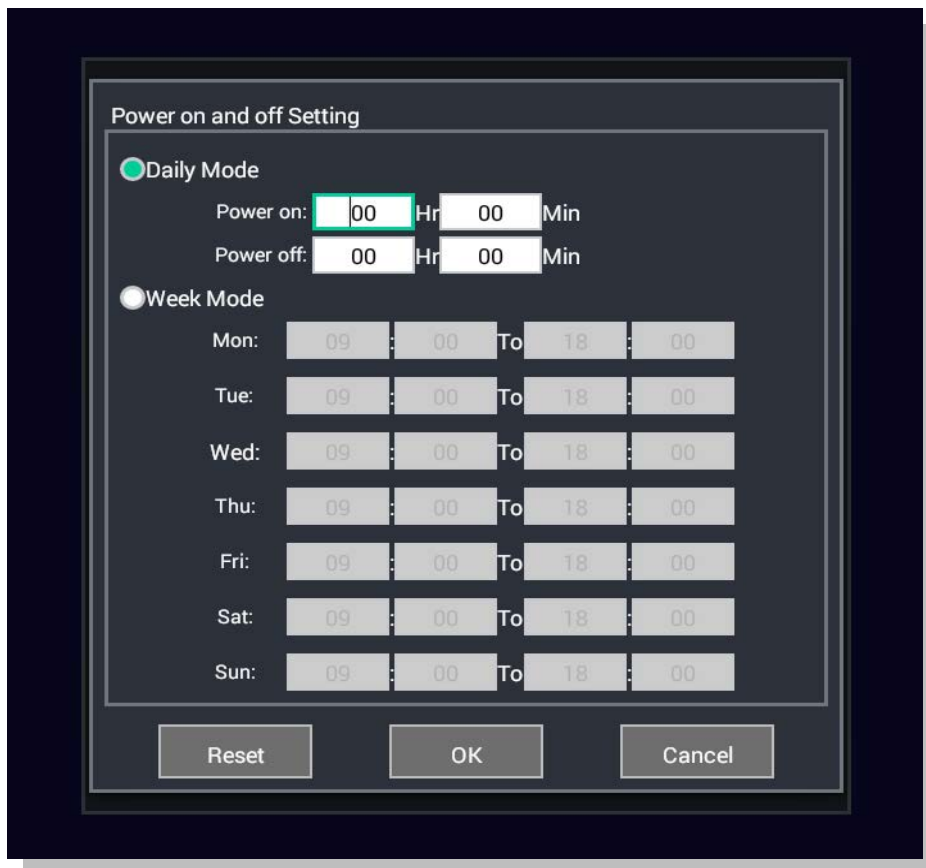 Power on and off Setting
Daily Mode
Power on: 00 Hr 00 Min
Power off: 00 Hr 00 Min
Week Mode
Mon: 09 : 00 To 18 : 00
Tue: 09 : 00 To 18 : 00
Wed: 09 : 00 To 18 : 00
Thu: 09 : 00 To 18 : 00
Fri: 09 : 00 To 18 : 00
Sat: 09 : 00 To 18 : 00
Sun: 09 : 00 To 18 : 00
Reset OK Cancel